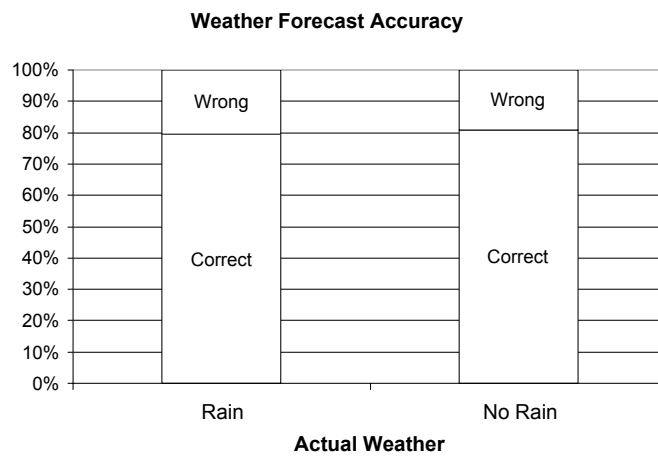 Weather Forecast Accuracy
100%
90%
80%
70%
60%
50%
40%
30%
20%
10%
0%
Wrong
Wrong
Correct
Correct
Rain
No Rain
Actual Weather